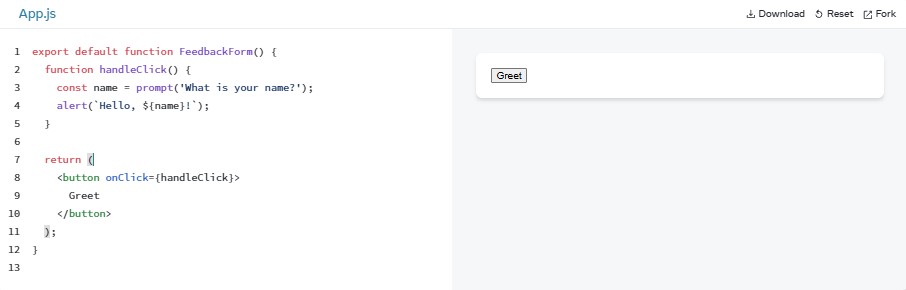 App.js
Download Reset Fork
1 export default function FeedbackForm() {
2   function handleClick() {
3     const name = prompt('What is your name?');
4     alert(`Hello, ${name}!`);
5   }
6
7   return (
8     <button onClick={handleClick}>
9       Greet
10     </button>
11   );
12 }
13
Greet